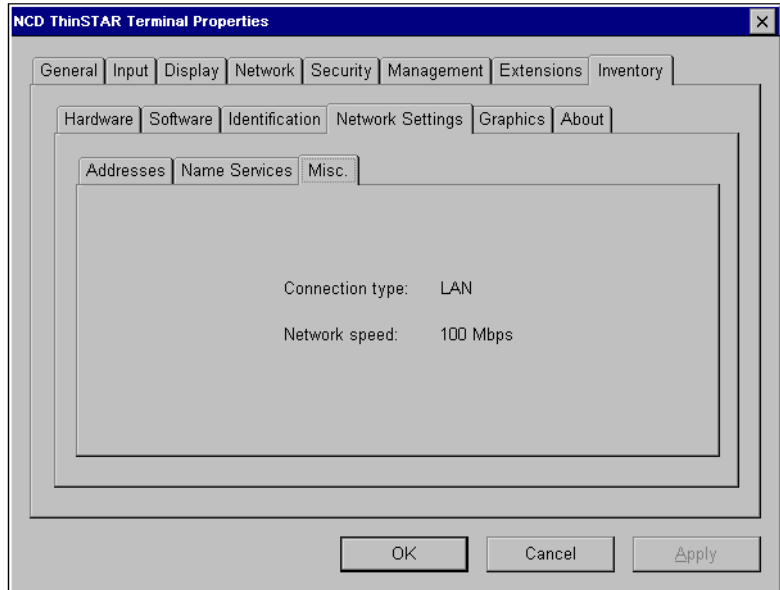 NCD ThinSTAR Terminal Properties
General Input Display Network Security Management Extensions Inventory
Hardware Software Identification Network Settings Graphics About
Addresses Name Services Misc.
Connection type: LAN
Network speed: 100 Mbps
OK Cancel Apply